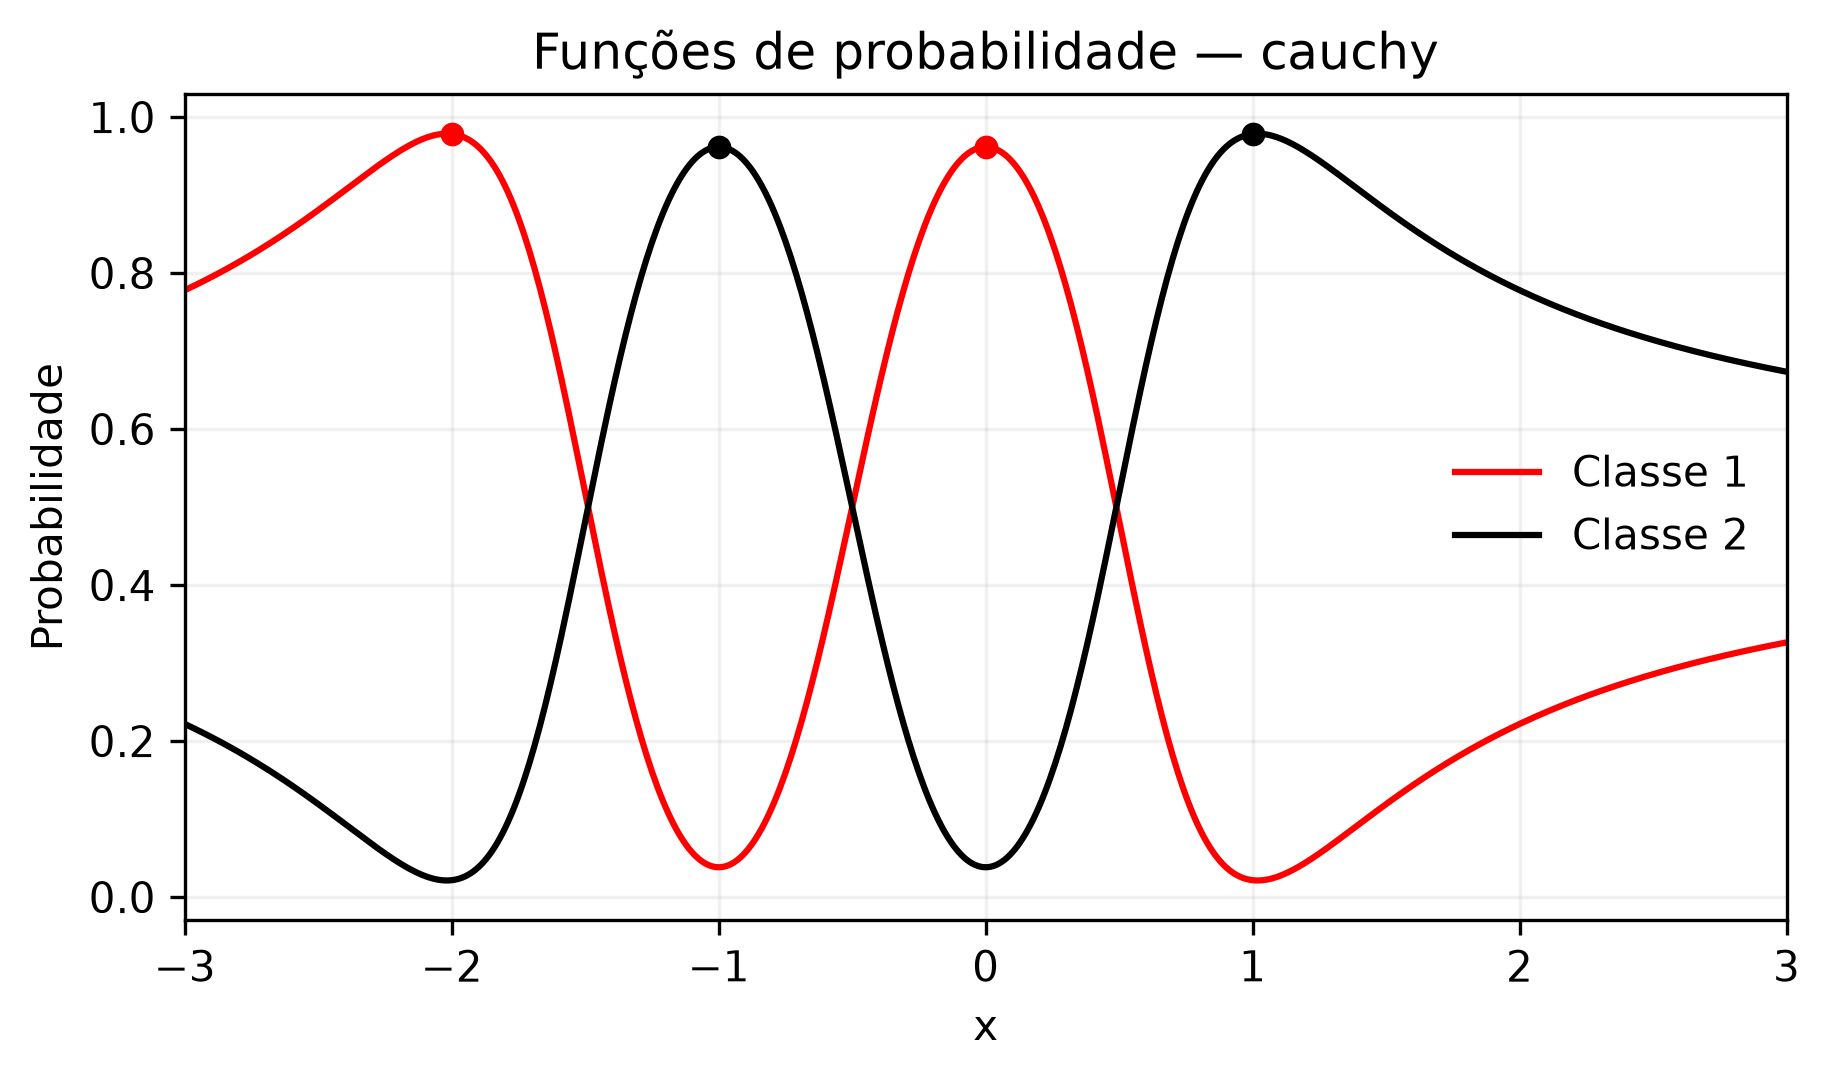 Funções de probabilidade — cauchy
1.0
0.8
0.6
0.4
0.2
0.0
Probabilidade
Classe 1
Classe 2
−3 −2 −1 0 1 2 3
x